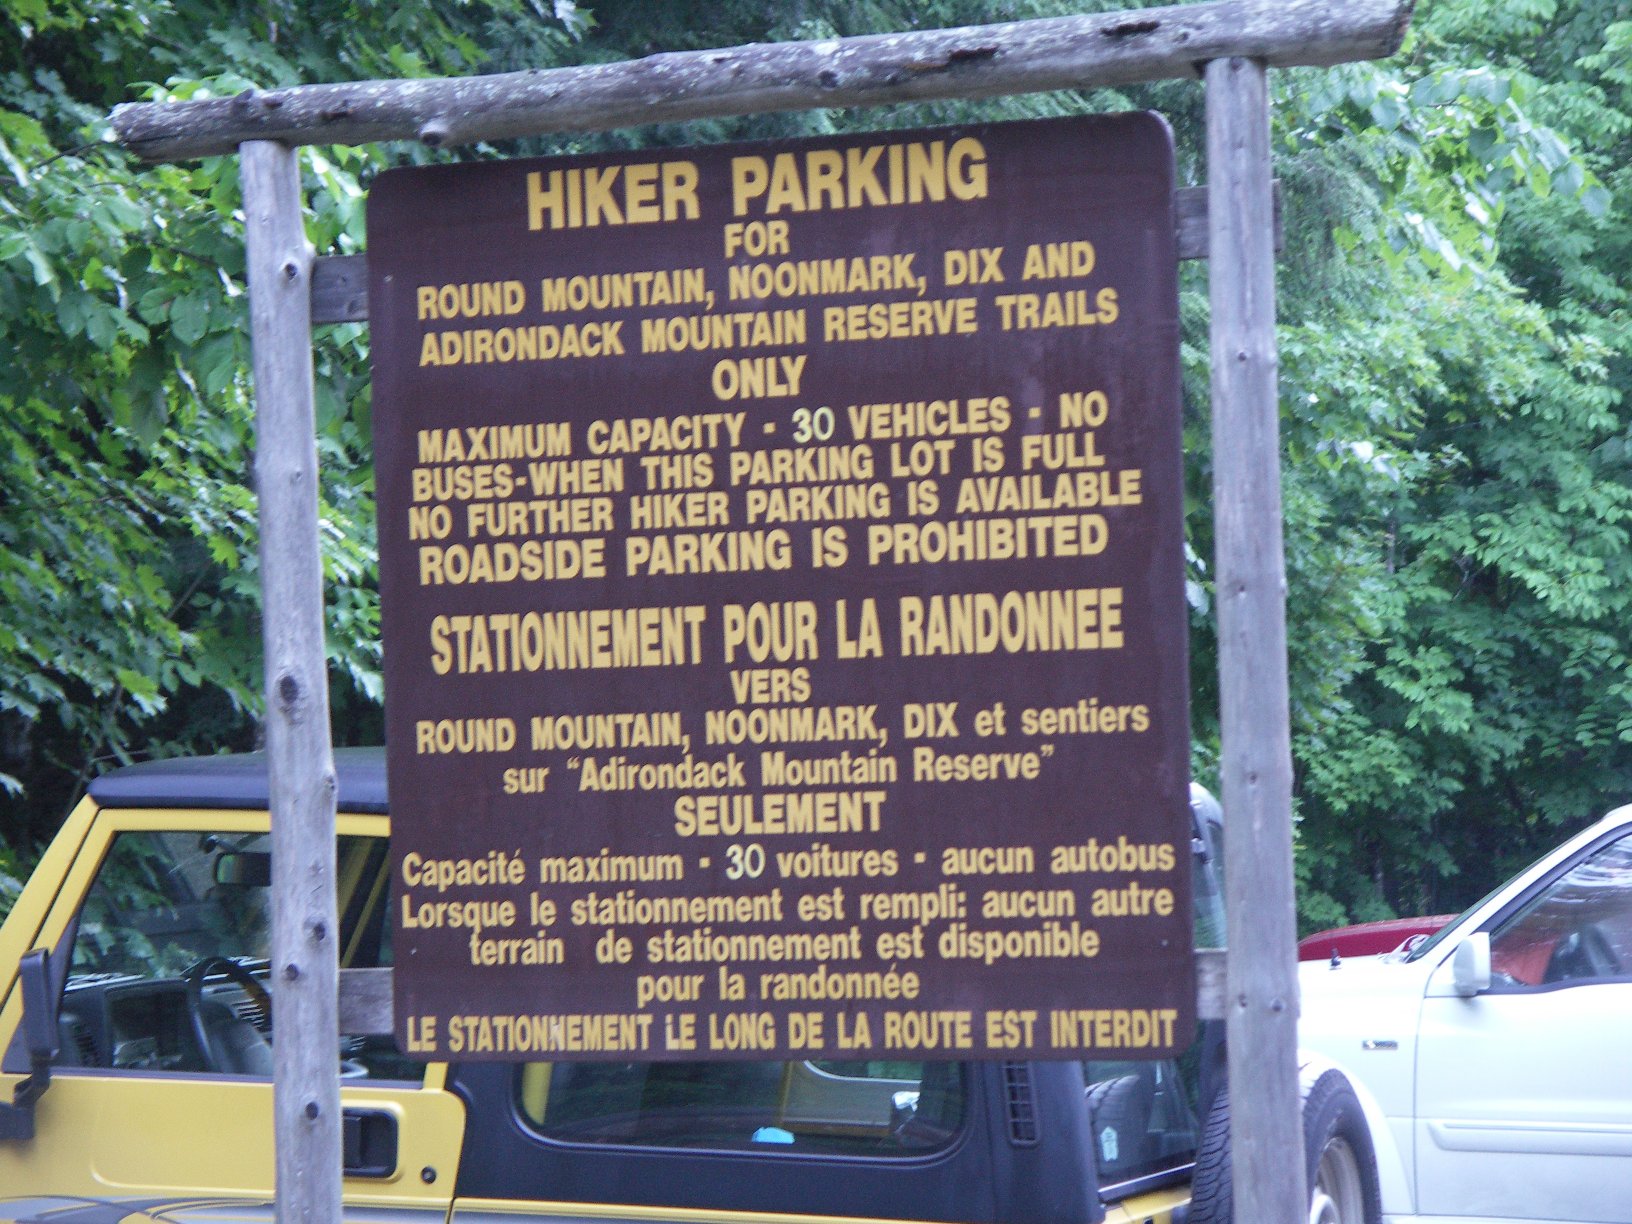 HIKER PARKING
FOR
ROUND MOUNTAIN, NOONMARK, DIX AND
ADIRONDACK MOUNTAIN RESERVE TRAILS
ONLY
MAXIMUM CAPACITY - 30 VEHICLES - NO
BUSES-WHEN THIS PARKING LOT IS FULL
NO FURTHER HIKER PARKING IS AVAILABLE
ROADSIDE PARKING IS PROHIBITED
STATIONNEMENT POUR LA RANDONNEE
VERS
ROUND MOUNTAIN, NOONMARK, DIX et sentiers
sur "Adirondack Mountain Reserve"
SEULEMENT
Capacité maximum - 30 voitures - aucun autobus
Lorsque le stationnement est rempli: aucun autre
terrain de stationnement est disponible
pour la randonnée
LE STATIONNEMENT LE LONG DE LA ROUTE EST INTERDIT